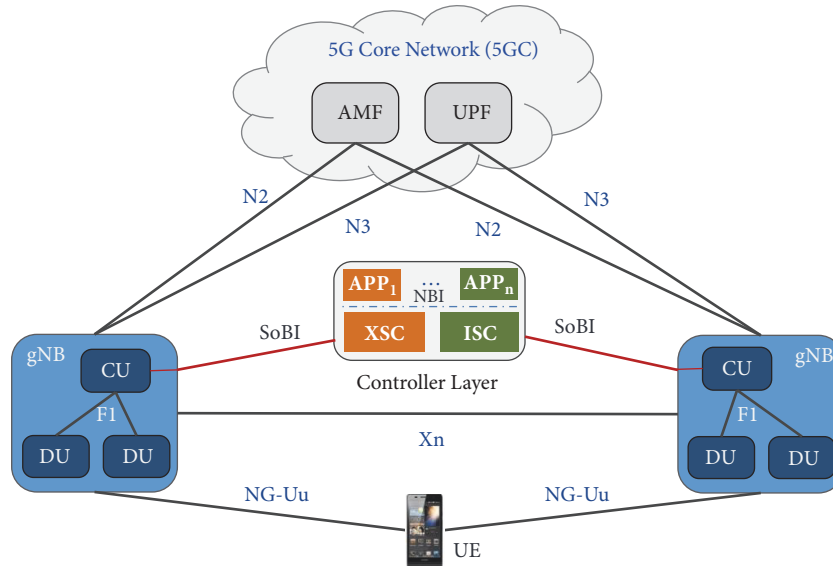 5G Core Network (5GC)
AMF
UPF
N2
N3
N2
N3
APP1
...
APPn
NBI
XSC
ISC
SoBI
SoBI
Controller Layer
gNB
CU
F1
DU
DU
gNB
CU
F1
DU
DU
Xn
NG-Uu
NG-Uu
UE